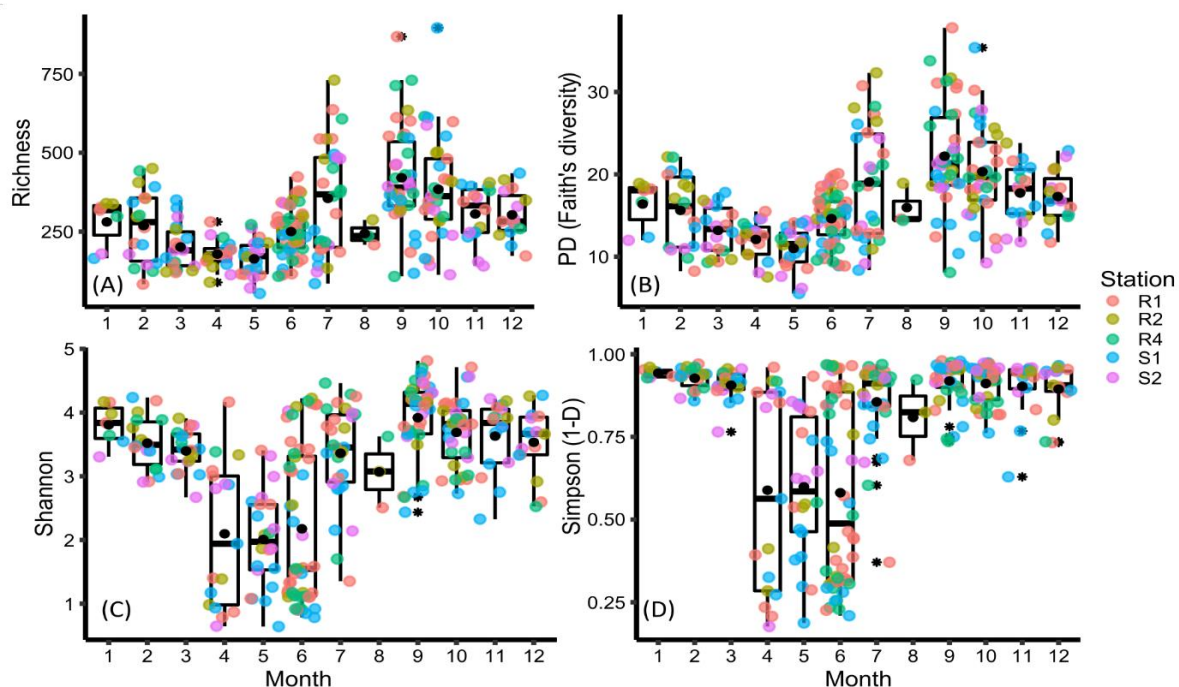 Richness
750
500
250
(A)
1 2 3 4 5 6 7 8 9 10 11 12
PD (Faith's diversity)
30
20
10
(B)
1 2 3 4 5 6 7 8 9 10 11 12
Station
R1
R2
R4
S1
S2
Shannon
5
4
3
2
1
(C)
1 2 3 4 5 6 7 8 9 10 11 12
Month
Simpson (1-D)
1.00
0.75
0.50
0.25
(D)
1 2 3 4 5 6 7 8 9 10 11 12
Month